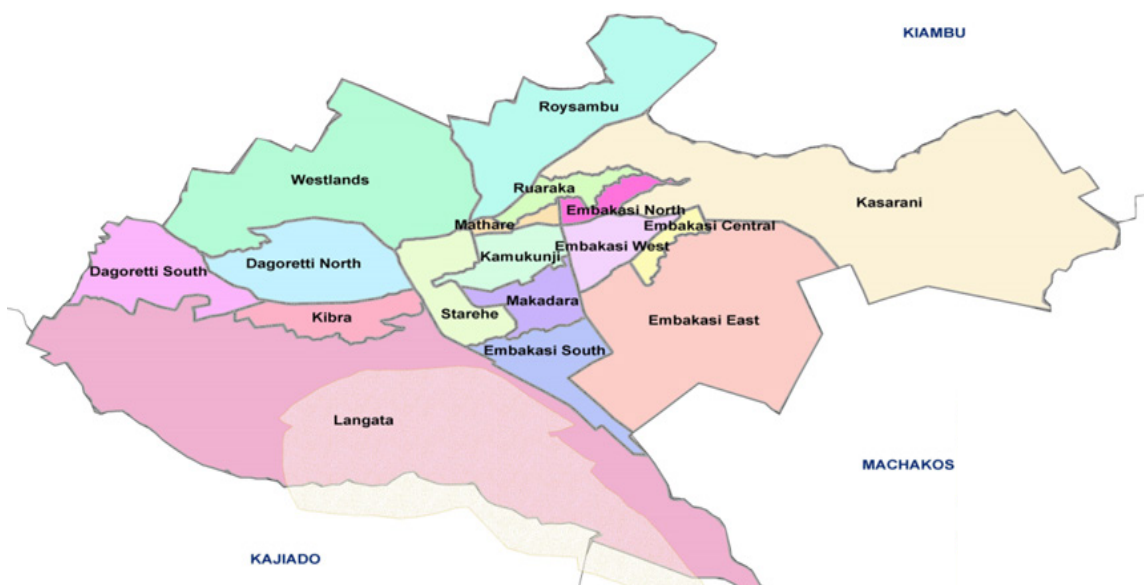 KIAMBU
Roysambu
Westlands
Ruaraka
Kasarani
Embakasi North
Mathare
Embakasi Central
Embakasi West
Kamukunji
Dagoretti North
Dagoretti South
Makadara
Starehe
Kibra
Embakasi East
Embakasi South
Langata
MACHAKOS
KAJIADO